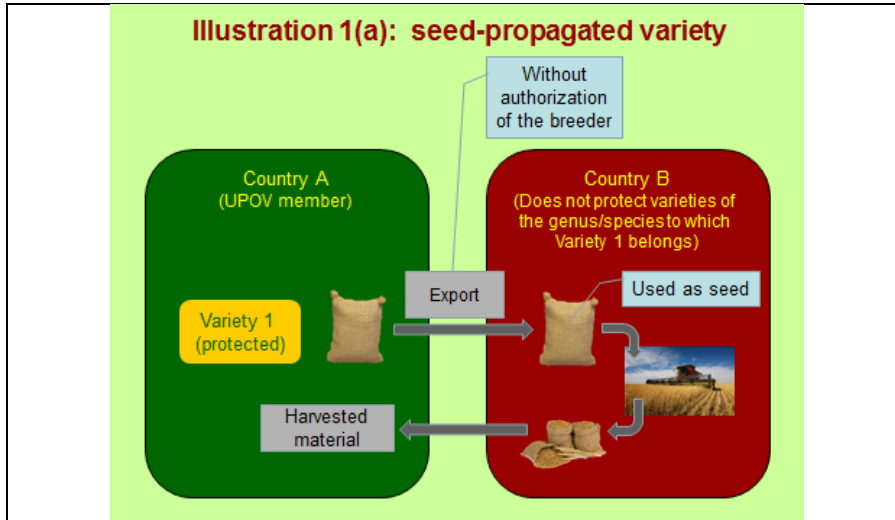 Illustration 1(a): seed-propagated variety
Without
authorization
of the breeder
Country A
(UPOV member)
Country B
(Does not protect varieties of
the genus/species to which
Variety 1 belongs)
Variety 1
(protected)
Export
Used as seed
Harvested
material